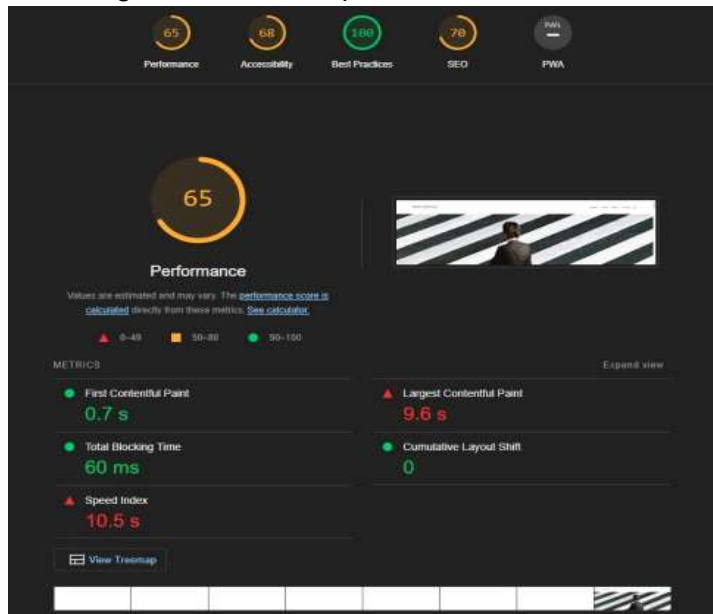 65 68 100 70 PWA
Performance Accessibility Best Practices SEO PWA
65
Performance
Values are estimated and may vary. The performance score is
calculated directly from these metrics. See calculator.
0–49 50–89 90–100
METRICS Expand view
First Contentful Paint Largest Contentful Paint
0.7 s 9.6 s
Total Blocking Time Cumulative Layout Shift
60 ms 0
Speed Index
10.5 s
View Treemap